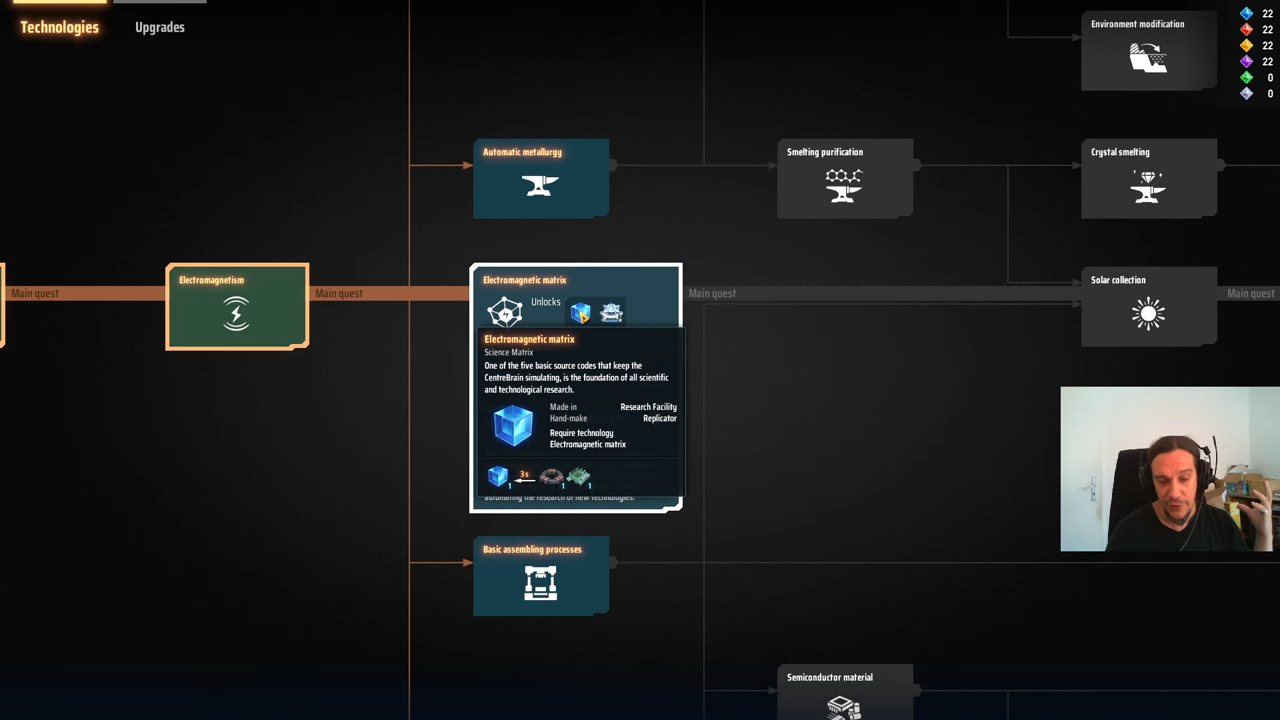 Technologies
Upgrades
22
22
22
22
0
0
Environment modification
Automatic metallurgy
Smelting purification
Crystal smelting
Main quest
Electromagnetism
Main quest
Electromagnetic matrix
Unlocks
Main quest
Solar collection
Main quest
Electromagnetic matrix
Science Matrix
One of the five basic source codes that keep the
CentreBrain simulating, is the foundation of all scientific
and technological research.
Made in Research Facility
Hand-make Replicator
Require technology
Electromagnetic matrix
1 3s 1 1
automating the research of new technologies.
Basic assembling processes
Semiconductor material